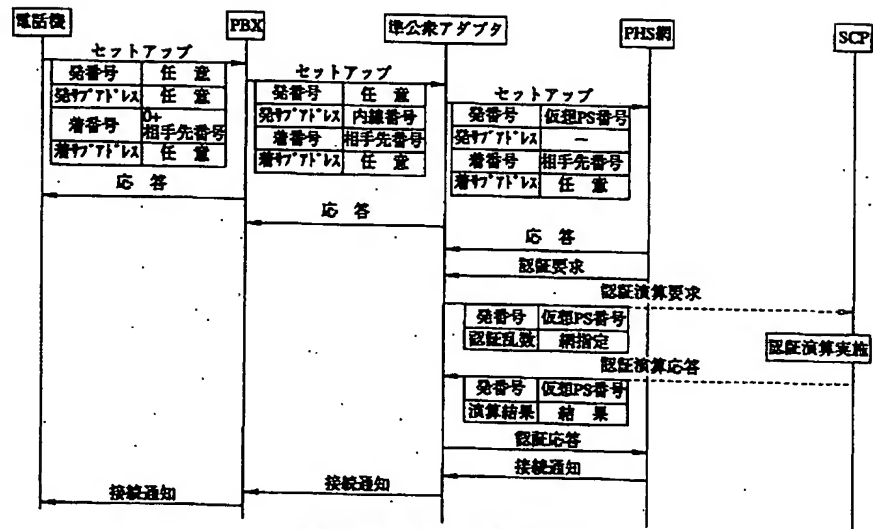 電話機
PBX
準公衆アダプタ
PHS網
SCP
セットアップ
発番号 任 意
発サブアドレス 任 意
着番号 0+
相手先番号
着サブアドレス 任 意
セットアップ
発番号 任 意
発サブアドレス 内線番号
着番号 相手先番号
着サブアドレス 任 意
セットアップ
発番号 仮想PS番号
発サブアドレス －
着番号 相手先番号
着サブアドレス 任 意
応 答
応 答
応 答
認証要求
認証演算要求
発番号 仮想PS番号
認証乱数 網指定
認証演算実施
認証演算応答
発番号 仮想PS番号
演算結果 結 果
認証応答
接続通知
接続通知
接続通知